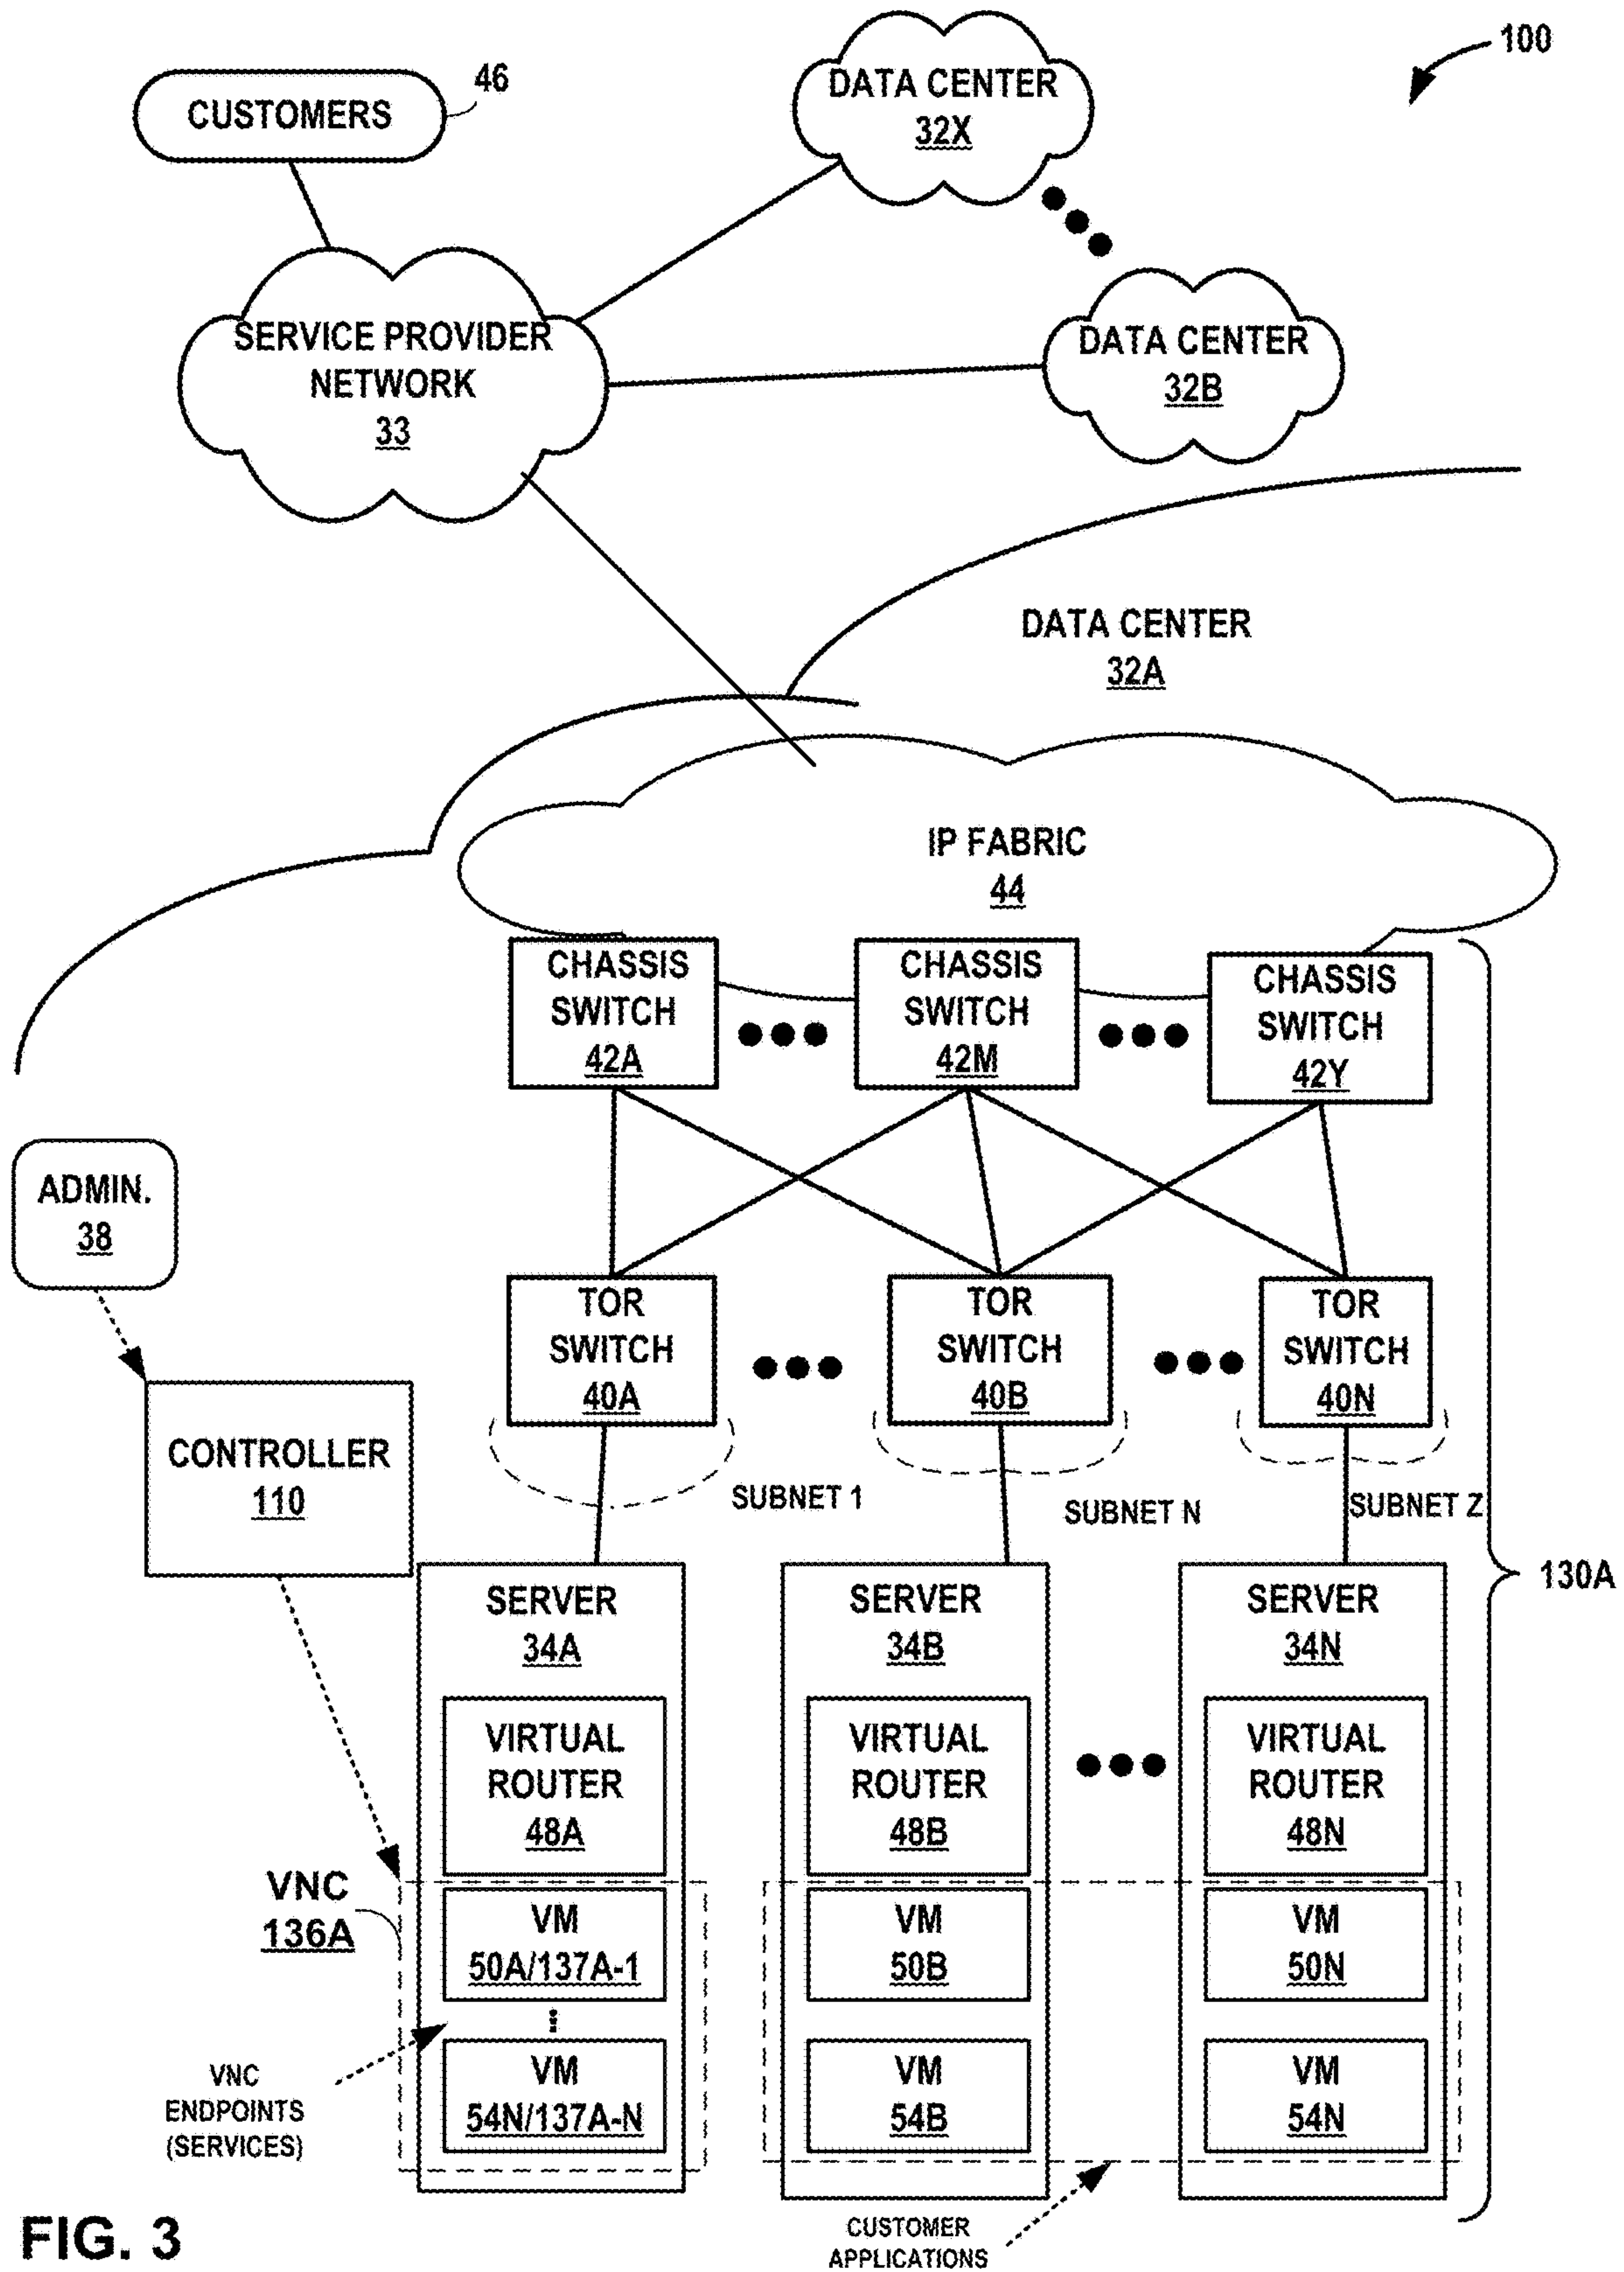 100
CUSTOMERS
46
DATA CENTER
32X
SERVICE PROVIDER
NETWORK
33
DATA CENTER
32B
DATA CENTER
32A
IP FABRIC
44
CHASSIS
SWITCH
42A
CHASSIS
SWITCH
42M
CHASSIS
SWITCH
42Y
ADMIN.
38
TOR
SWITCH
40A
TOR
SWITCH
40B
TOR
SWITCH
40N
CONTROLLER
110
SUBNET 1
SUBNET N
SUBNET Z
130A
SERVER
34A
SERVER
34B
SERVER
34N
VIRTUAL
ROUTER
48A
VIRTUAL
ROUTER
48B
VIRTUAL
ROUTER
48N
VNC
136A
VM
50A/137A-1
VM
50B
VM
50N
VNC
ENDPOINTS
(SERVICES)
VM
54N/137A-N
VM
54B
VM
54N
CUSTOMER
APPLICATIONS
FIG. 3